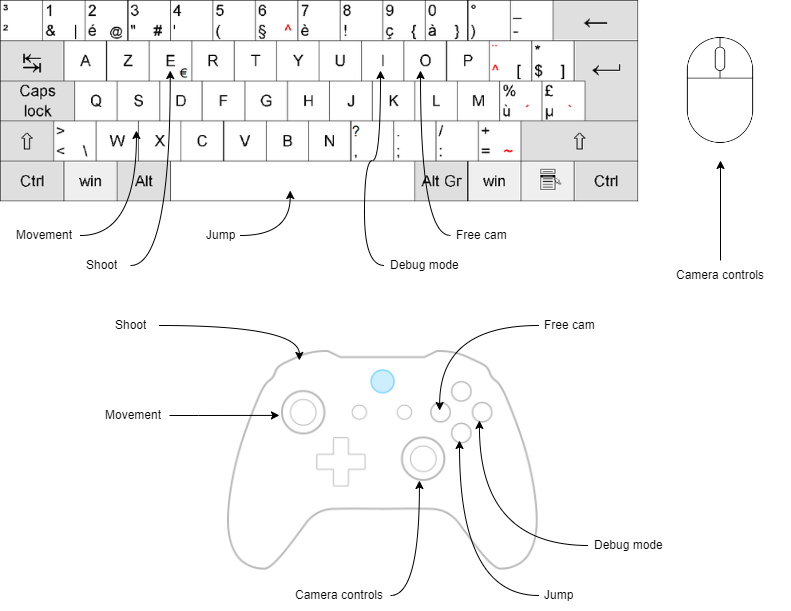 ³ 1 2 3 4 5 6 7 8 9 0 ° _
² & | é @ " # ' ( § ^ è ! ç { à } ) -
A Z E € R T Y U I O P ¨ ^ [ * $ ]
Caps lock Q S D F G H J K L M % ù ´ £ µ `
> < \ W X C V B N ? , . ; / : + = ~
Ctrl win Alt Alt Gr win Ctrl
Movement Jump Free cam
Shoot Debug mode
Camera controls
Shoot Free cam
Movement
Debug mode
Camera controls Jump